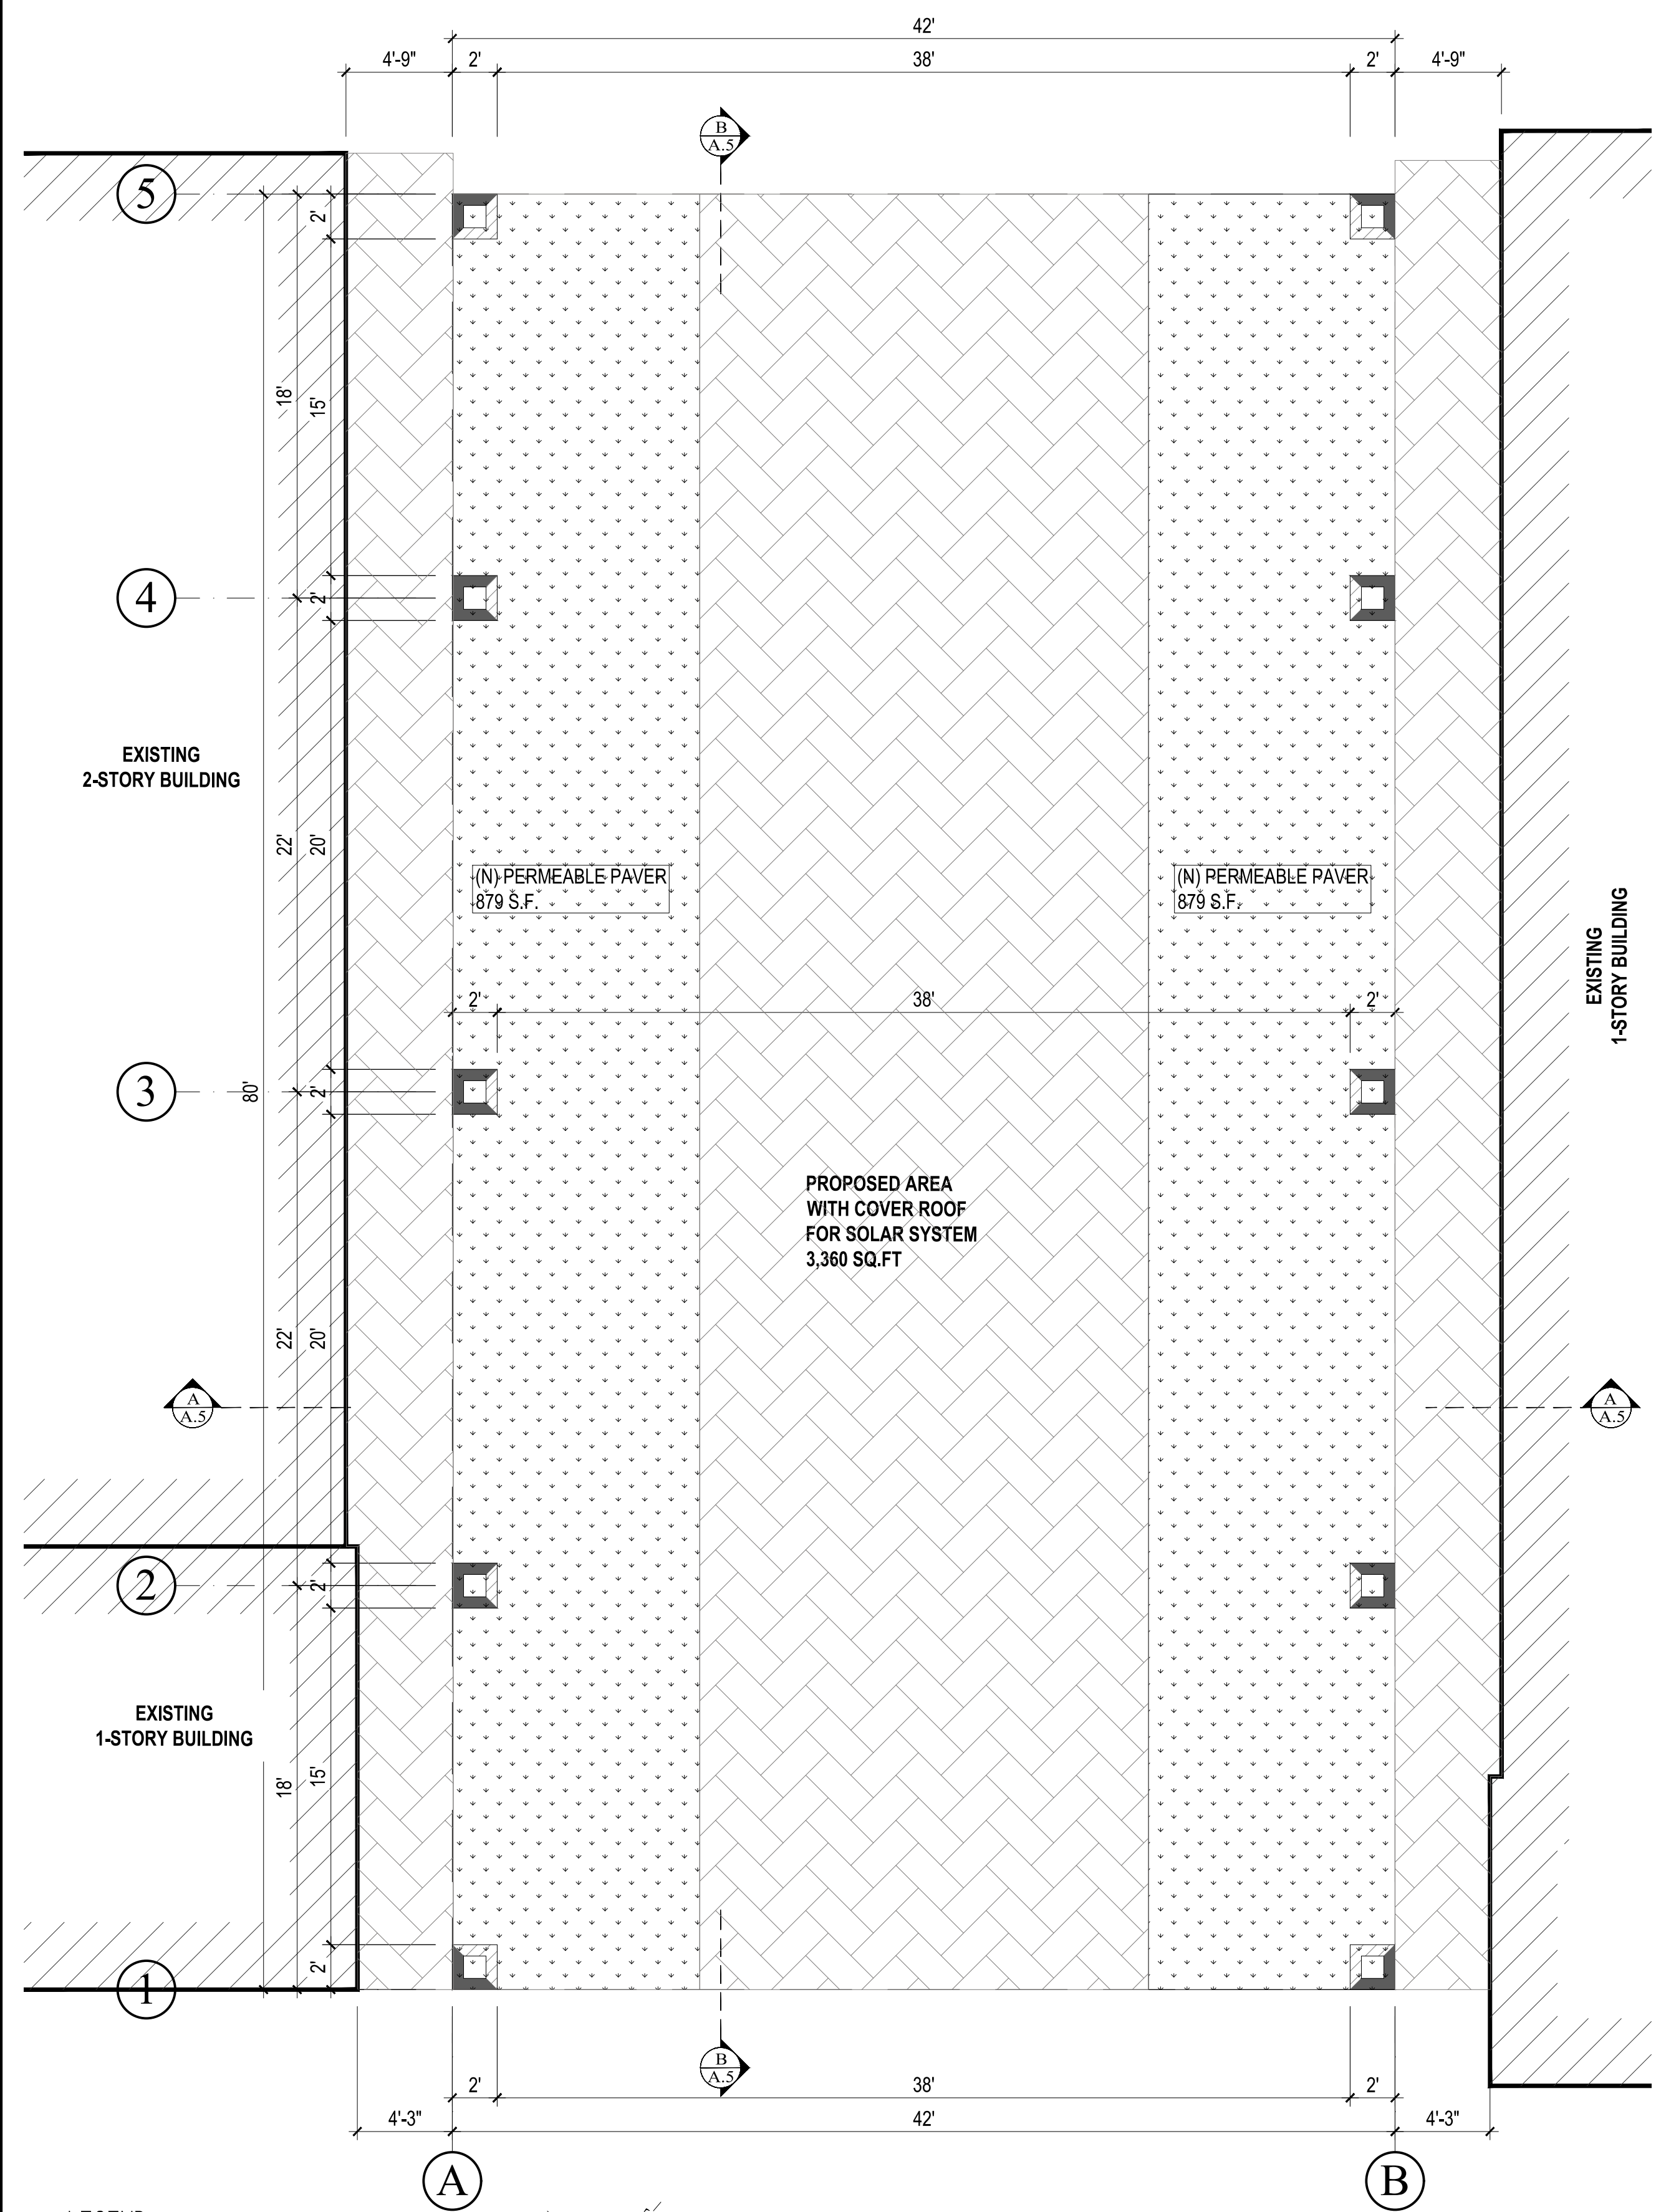 42'
4'-9"
2'
38'
2'
4'-9"
B
A.5
5
2'
18'
15'
4
2'
EXISTING
2-STORY BUILDING
22'
20'
(N) PERMEABLE PAVER
879 S.F.
(N) PERMEABLE PAVER
879 S.F.
EXISTING
1-STORY BUILDING
2'
38'
2'
3
80'
2'
PROPOSED AREA
WITH COVER ROOF
FOR SOLAR SYSTEM
3,360 SQ.FT
22'
20'
A
A.5
A
A.5
2
2'
EXISTING
1-STORY BUILDING
18'
15'
2'
1
B
A.5
2'
38'
2'
4'-3"
42'
4'-3"
A
B